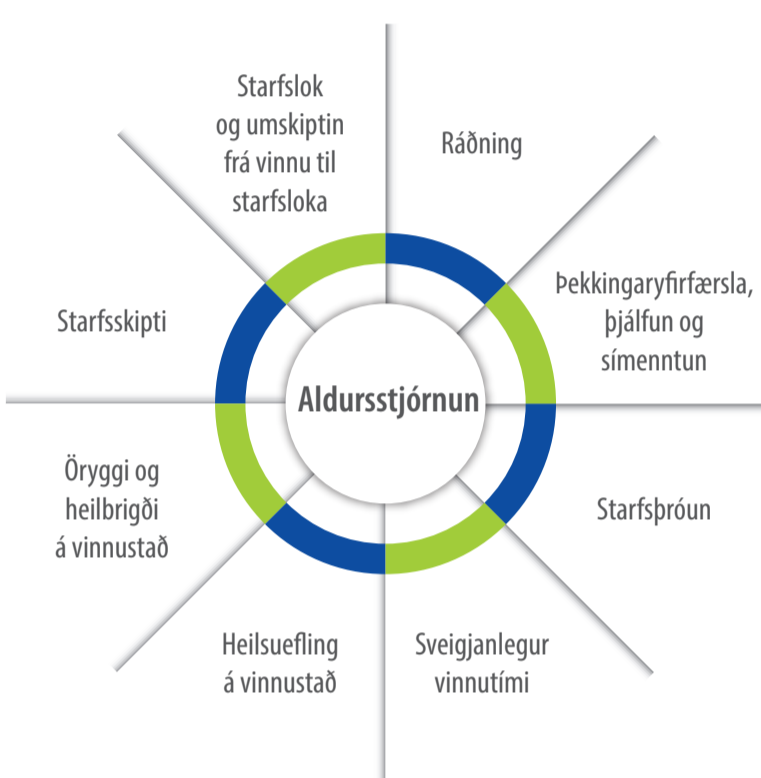 Starfslok
og umskiptin
frá vinnu til
starfsloka
Ráðning
Þekkingaryfirfærsla,
þjálfun og
símenntun
Starfsþróun
Sveigjanlegur
vinnutími
Heilsuefling
á vinnustað
Öryggi og
heilbrigði
á vinnustað
Starfsskipti
Aldursstjórnun